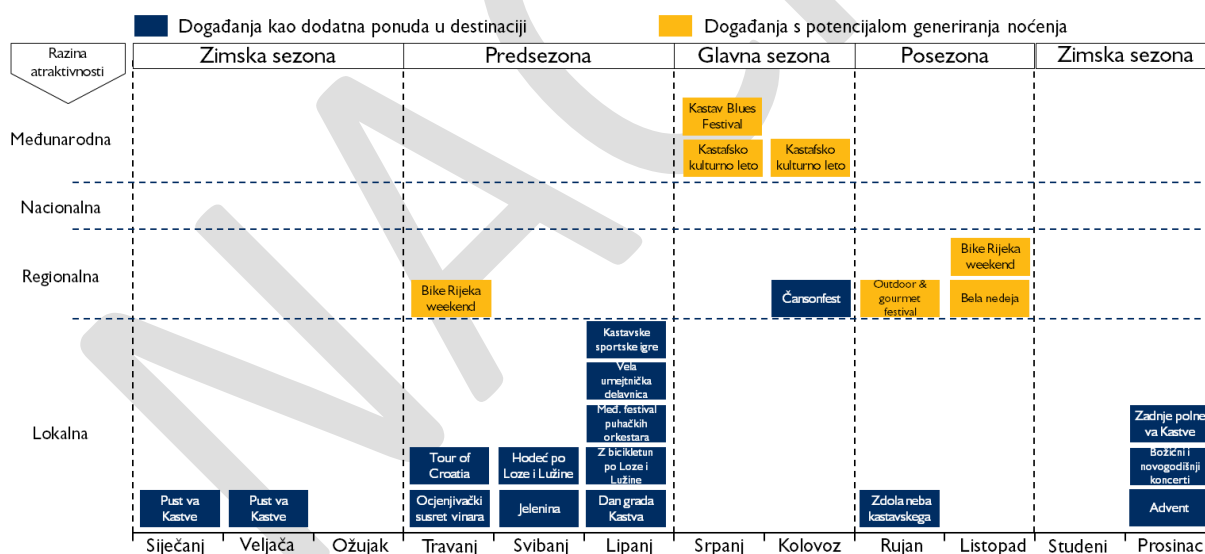 Događanja kao dodatna ponuda u destinaciji
Događanja s potencijalom generiranja noćenja
Razina
atraktivnosti
Zimska sezona
Predsezona
Glavna sezona
Posezona
Zimska sezona
Međunarodna
Kastav Blues
Festival
Kastafsko
kulturno leto
Kastafsko
kulturno leto
Nacionalna
Regionalna
Bike Rijeka
weekend
Čansonfest
Outdoor &
gourmet
festival
Bike Rijeka
weekend
Bela nedeja
Lokalna
Kastavske
sportske igre
Vela
umejtnička
delavnica
Međ. festival
puhačkih
orkestara
Tour of
Croatia
Hodeć po
Loze i Lužine
Z bicikletun
po Loze i
Lužine
Zadnje polne
va Kastve
Božićni i
novogodišnji
koncerti
Pust va
Kastve
Pust va
Kastve
Ocjenjivački
susret vinara
Jelenina
Dan grada
Kastva
Zdola neba
kastavskega
Advent
Siječanj
Veljača
Ožujak
Travanj
Svibanj
Lipanj
Srpanj
Kolovoz
Rujan
Listopad
Studeni
Prosinac